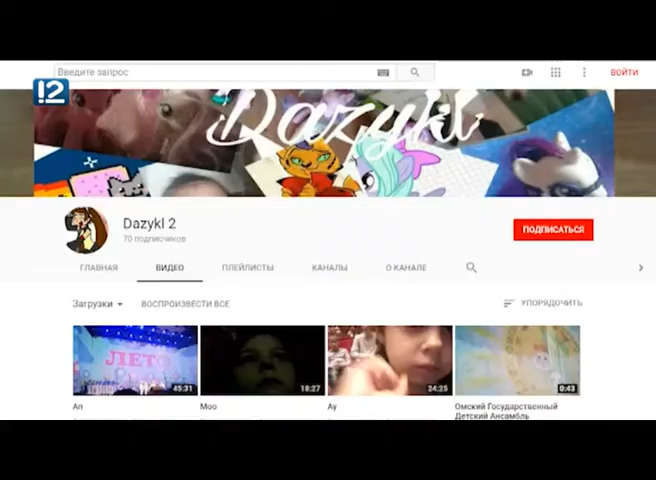 Введите запрос
ВОЙТИ
12
Dazykl
Dazykl 2
70 подписчиков
ПОДПИСАТЬСЯ
ГЛАВНАЯ ВИДЕО ПЛЕЙЛИСТЫ КАНАЛЫ О КАНАЛЕ
Загрузки ВОСПРОИЗВЕСТИ ВСЕ УПОРЯДОЧИТЬ
ЛЕТО
45:31 18:27 24:25 0:43
Ап Моо Ау Омский Государственный
Детский Ансамбль